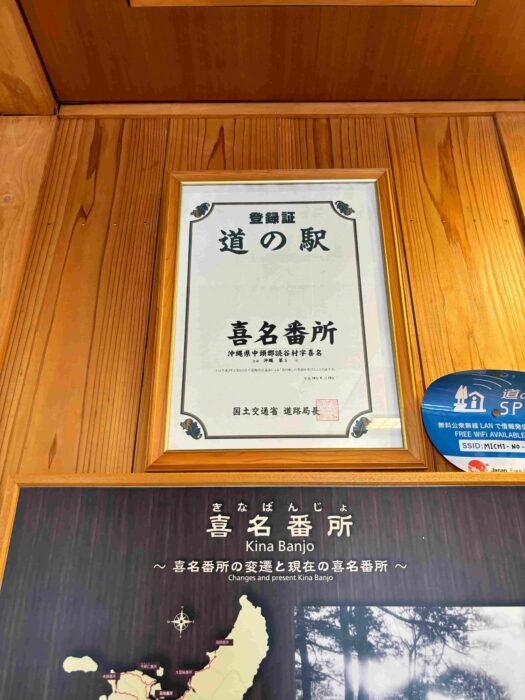 登録証
道の駅
喜名番所
沖縄県中頭郡読谷村字喜名
国土交通省 道路局長
道の
SP
無料公衆無線 LAN で情報発信
FREE WiFi AVAILABLE
SSID: MICHI-NO-
Japan
きなばんじょ
喜名番所
Kina Banjo
～ 喜名番所の変遷と現在の喜名番所 ～
Changes and present Kina Banjo